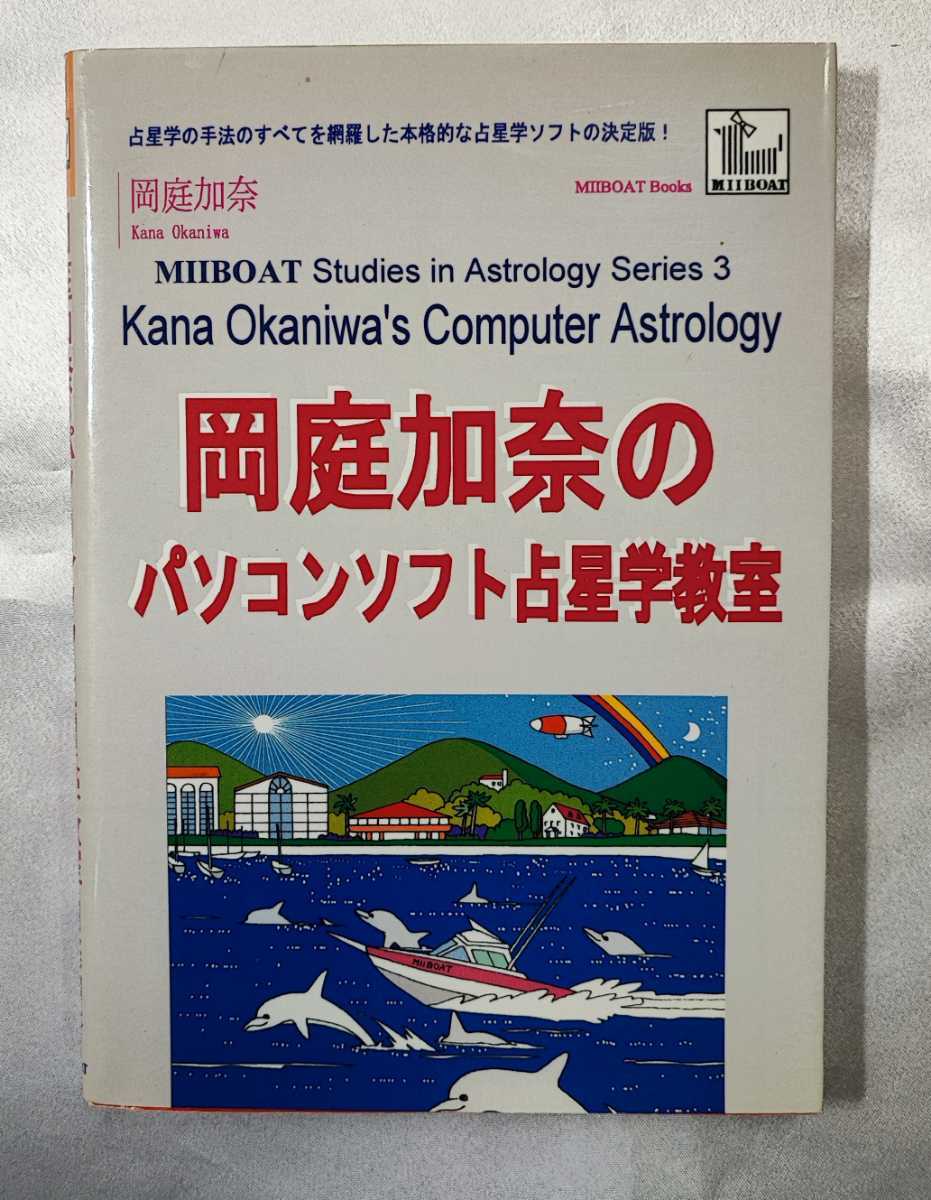 占星学の手法のすべてを網羅した本格的な占星学ソフトの決定版！
岡庭加奈
Kana Okaniwa
MIIBOAT Books
MIIBOAT
MIIBOAT Studies in Astrology Series 3
Kana Okaniwa's Computer Astrology
岡庭加奈の
パソコンソフト占星学教室
MIIBOAT